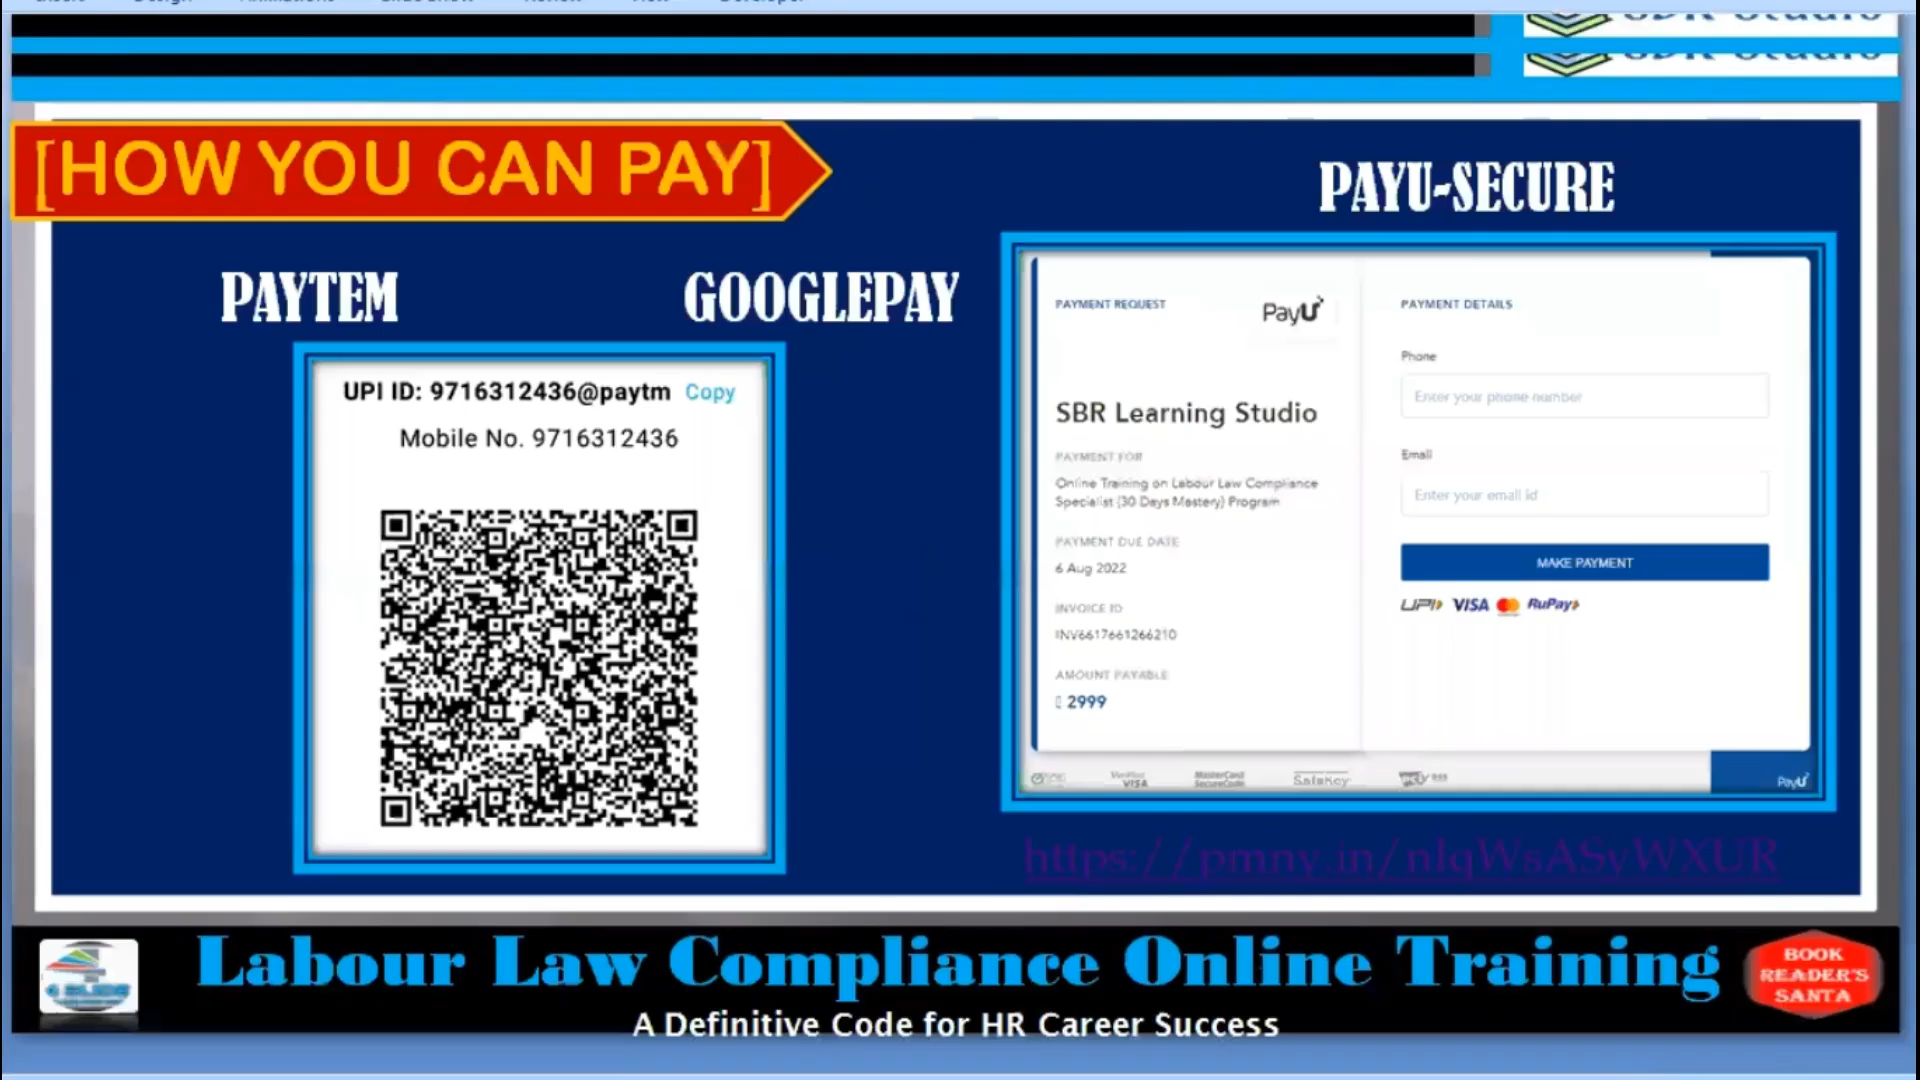 [HOW YOU CAN PAY]
PAYU-SECURE
PAYTEM
GOOGLEPAY
UPI ID: 9716312436@paytm Copy
Mobile No. 9716312436
PAYMENT REQUEST
PayU
SBR Learning Studio
PAYMENT FOR
Online Training on Labour Law Compliance
Specialist (30 Days Mastery) Program
PAYMENT DUE DATE
6 Aug 2022
INVOICE ID
INV6617661266210
AMOUNT PAYABLE
2999
PAYMENT DETAILS
Phone
Enter your phone number
Email
Enter your email id
MAKE PAYMENT
UPI VISA RuPay
VISA
MasterCard
SecureCode
SafeKey
PayU
https://pmny.in/nIqWsASyWXUR
Labour Law Compliance Online Training
A Definitive Code for HR Career Success
BOOK
READER'S
SANTA